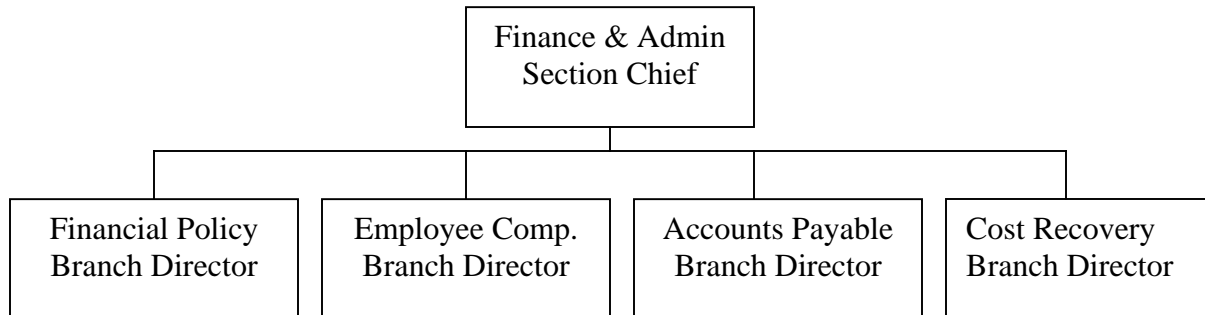 Finance & Admin
Section Chief
Financial Policy
Branch Director
Employee Comp.
Branch Director
Accounts Payable
Branch Director
Cost Recovery
Branch Director